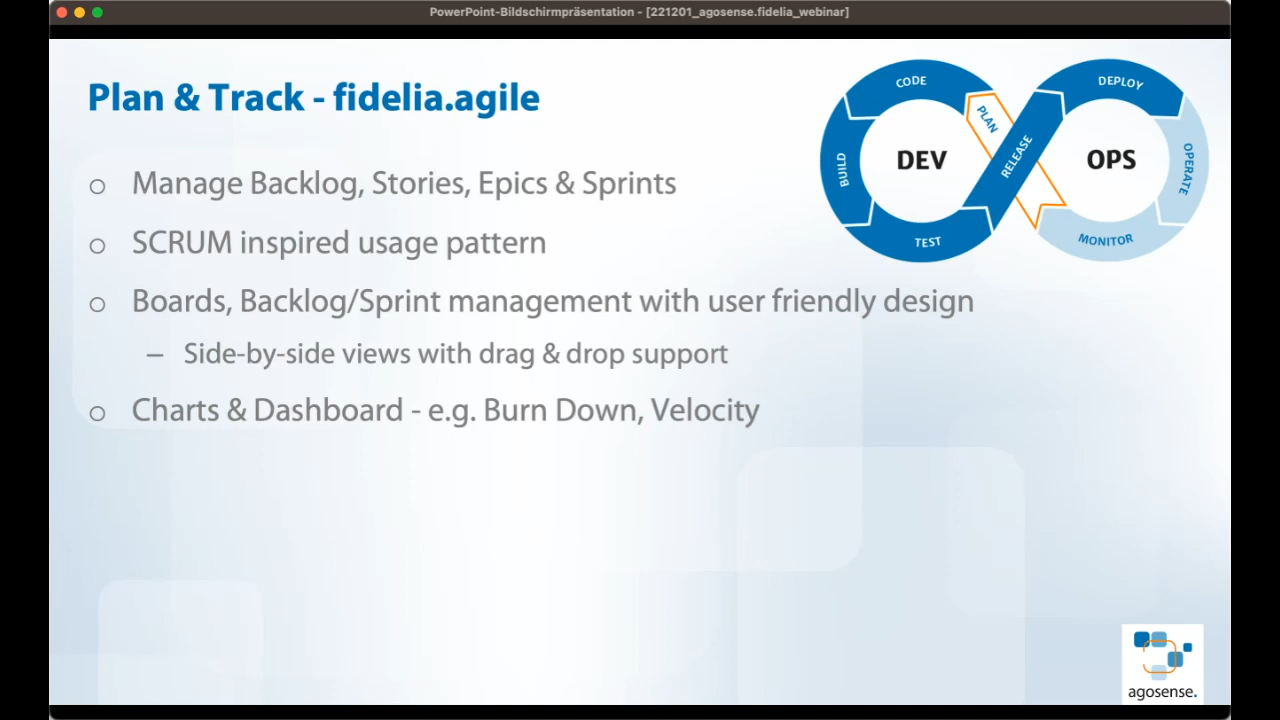 PowerPoint-Bildschirmpräsentation - [221201_agosense.fidelia_webinar]
Plan & Track - fidelia.agile
○ Manage Backlog, Stories, Epics & Sprints
○ SCRUM inspired usage pattern
○ Boards, Backlog/Sprint management with user friendly design
– Side-by-side views with drag & drop support
○ Charts & Dashboard - e.g. Burn Down, Velocity
CODE
DEPLOY
PLAN
BUILD
DEV
RELEASE
OPS
OPERATE
TEST
MONITOR
agosense.